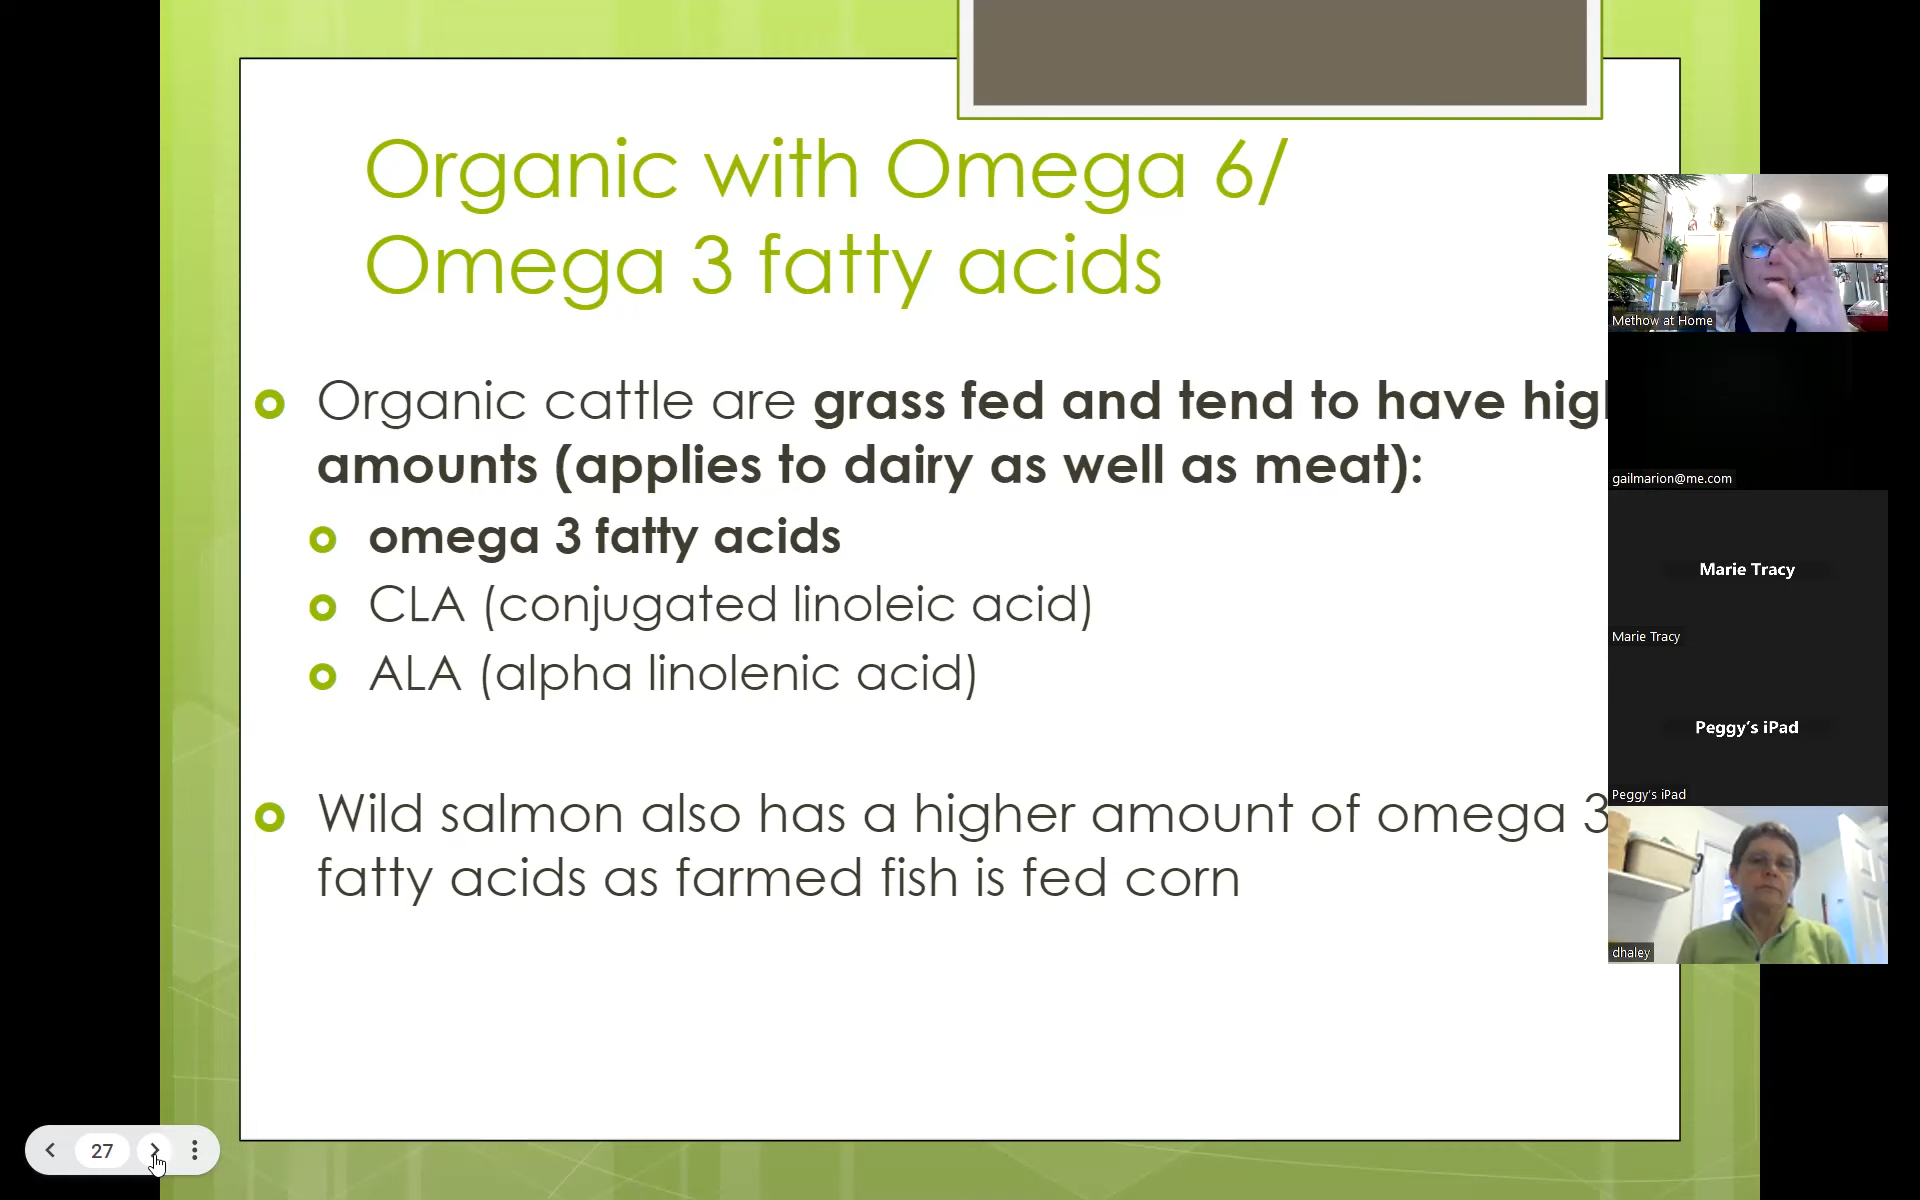 Organic with Omega 6/
Omega 3 fatty acids
Organic cattle are grass fed and tend to have
amounts (applies to dairy as well as meat):
omega 3 fatty acids
CLA (conjugated linoleic acid)
ALA (alpha linolenic acid)
Wild salmon also has a higher amount of omega 3
fatty acids as farmed fish is fed corn
Methow at Home
gailmarion@me.com
Marie Tracy
Marie Tracy
Peggy's iPad
Peggy's iPad
dhaley
27